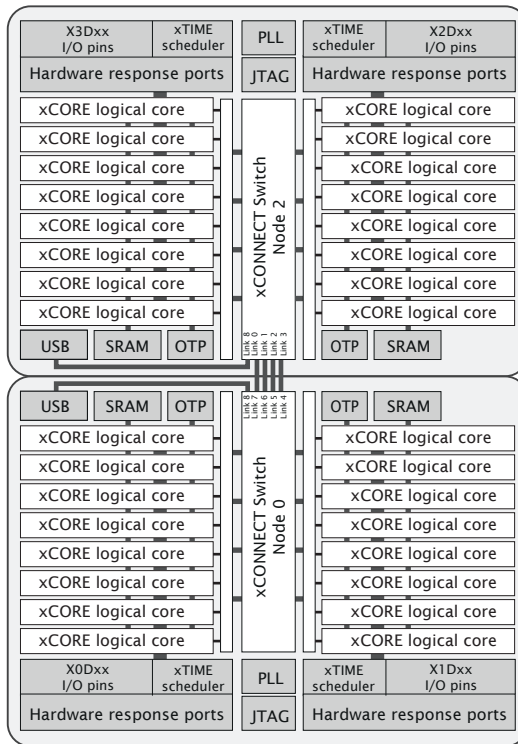 X3Dxx
I/O pins
xTIME
scheduler
PLL
xTIME
scheduler
X2Dxx
I/O pins
Hardware response ports
JTAG
Hardware response ports
xCORE logical core
xCORE logical core
xCORE logical core
xCORE logical core
xCORE logical core
xCORE logical core
xCORE logical core
xCORE logical core
xCONNECT Switch
Node 2
xCORE logical core
xCORE logical core
xCORE logical core
xCORE logical core
xCORE logical core
xCORE logical core
xCORE logical core
xCORE logical core
USB
SRAM
OTP
Link 8
Link 0
Link 1
Link 2
Link 3
OTP
SRAM
USB
SRAM
OTP
Link 8
Link 7
Link 6
Link 5
Link 4
OTP
SRAM
xCORE logical core
xCORE logical core
xCORE logical core
xCORE logical core
xCORE logical core
xCORE logical core
xCORE logical core
xCORE logical core
xCONNECT Switch
Node 0
xCORE logical core
xCORE logical core
xCORE logical core
xCORE logical core
xCORE logical core
xCORE logical core
xCORE logical core
xCORE logical core
X0Dxx
I/O pins
xTIME
scheduler
PLL
xTIME
scheduler
X1Dxx
I/O pins
Hardware response ports
JTAG
Hardware response ports